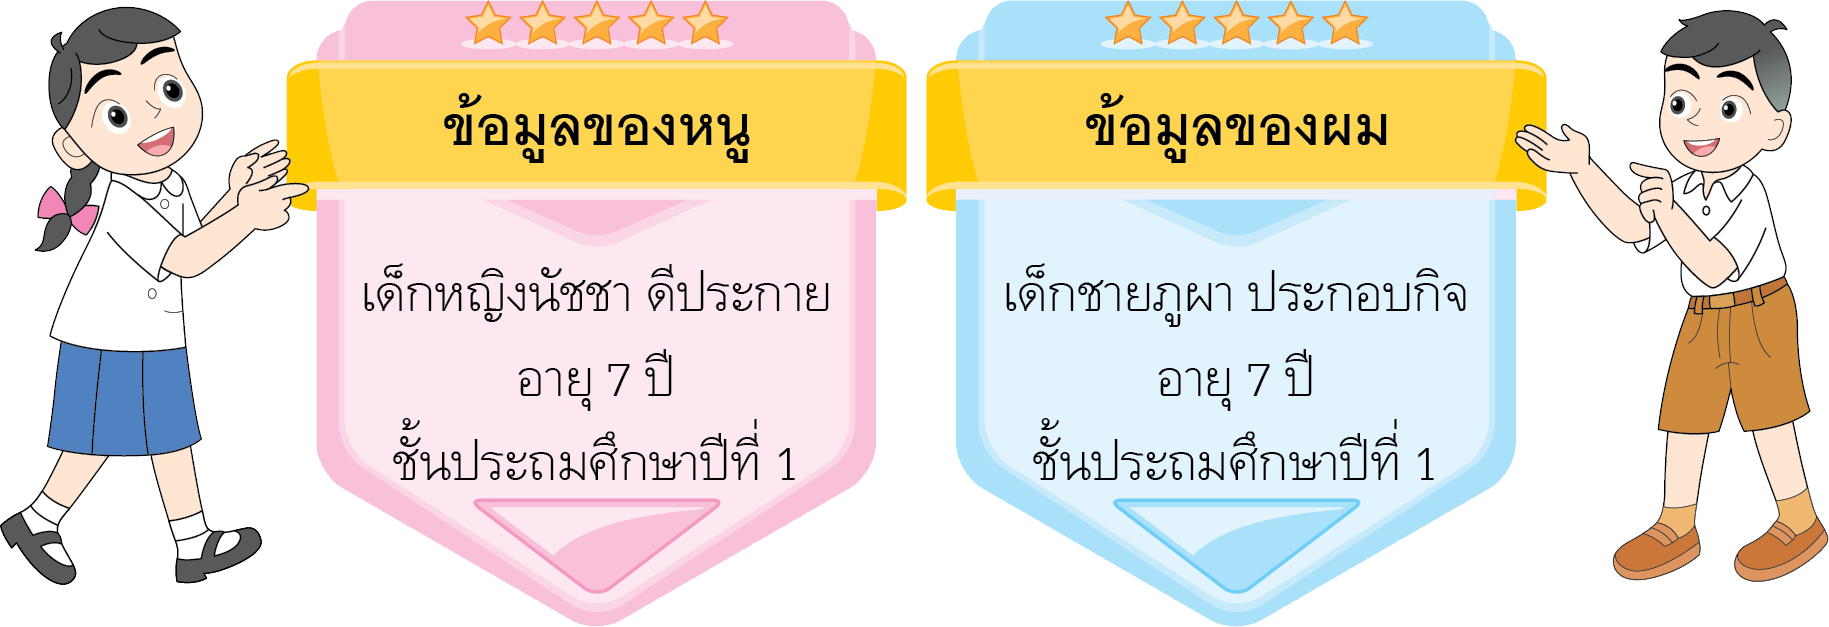 ข้อมูลของหนู
เด็กหญิงนัชชา ดีประกาย
อายุ 7 ปี
ชั้นประถมศึกษาปีที่ 1
ข้อมูลของผม
เด็กชายภูผา ประกอบกิจ
อายุ 7 ปี
ชั้นประถมศึกษาปีที่ 1